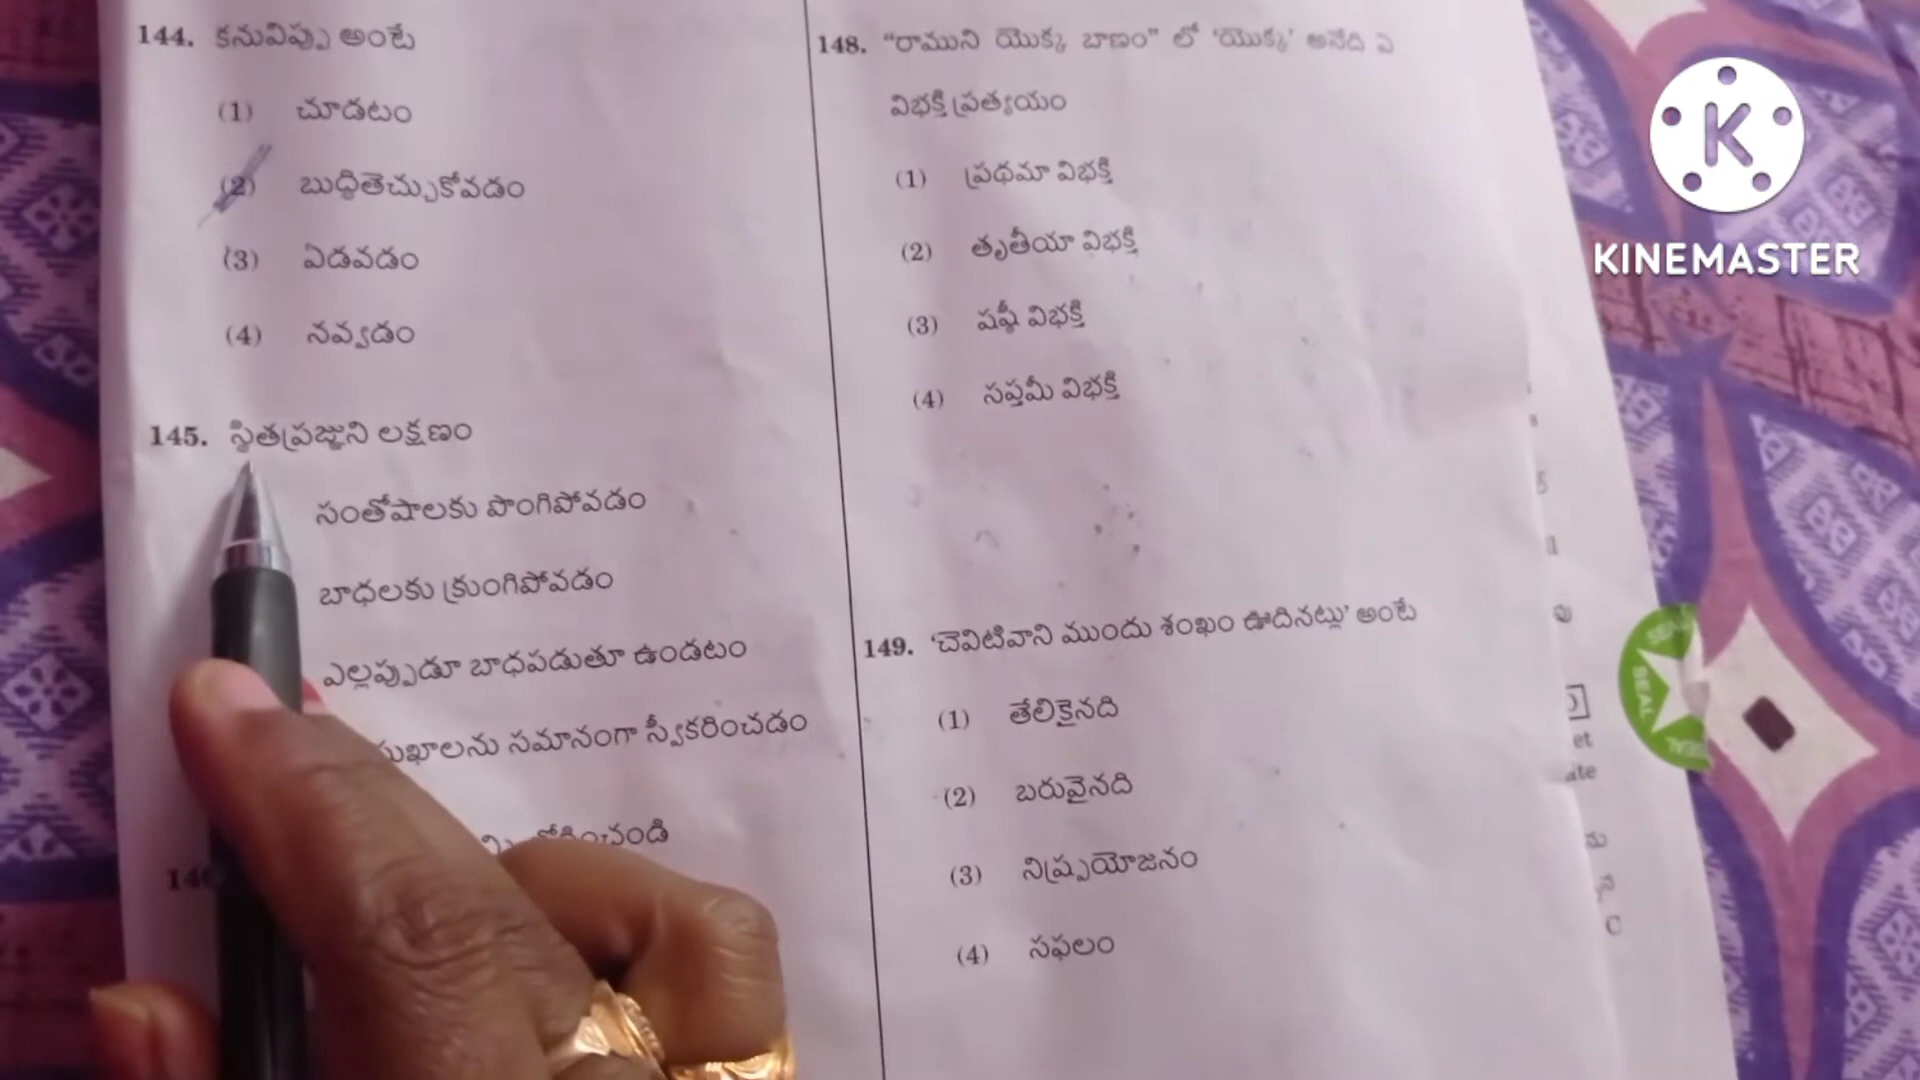 144. కనువిప్పు అంటే
(1) చూడటం
(2) బుద్ధితెచ్చుకోవడం
(3) ఏడవడం
(4) నవ్వడం
145. స్థితప్రజ్ఞుని లక్షణం
సంతోషాలకు పొంగిపోవడం
బాధలకు క్రుంగిపోవడం
ఎల్లప్పుడూ బాధపడుతూ ఉండటం
సమానంగా స్వీకరించడం
148. “రాముని యొక్క బాణం” లో ‘యొక్క’ అనేది ఏ
విభక్తి ప్రత్యయం
(1) ప్రథమా విభక్తి
(2) తృతీయా విభక్తి
(3) షష్ఠీ విభక్తి
(4) సప్తమీ విభక్తి
149. ‘చెవిటివాని ముందు శంఖం ఊదినట్లు’ అంటే
(1) తేలికైనది
(2) బరువైనది
(3) నిష్ప్రయోజనం
(4) సఫలం
K
KINEMASTER
SEAL